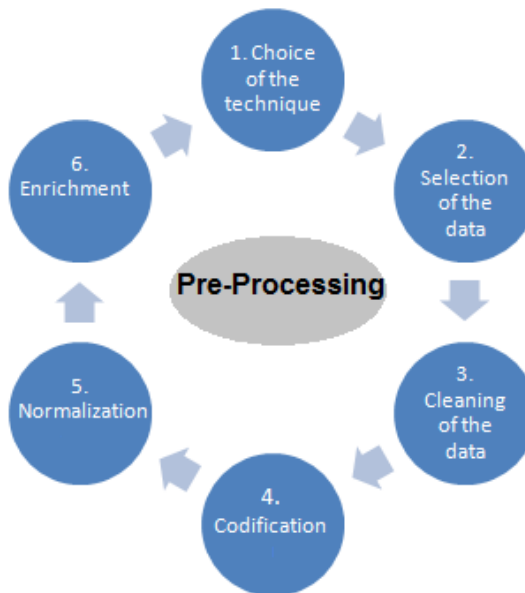 1. Choice
of the
technique
2.
Selection
of the
data
3.
Cleaning
of the
data
4.
Codification
5.
Normalization
6.
Enrichment
Pre-Processing